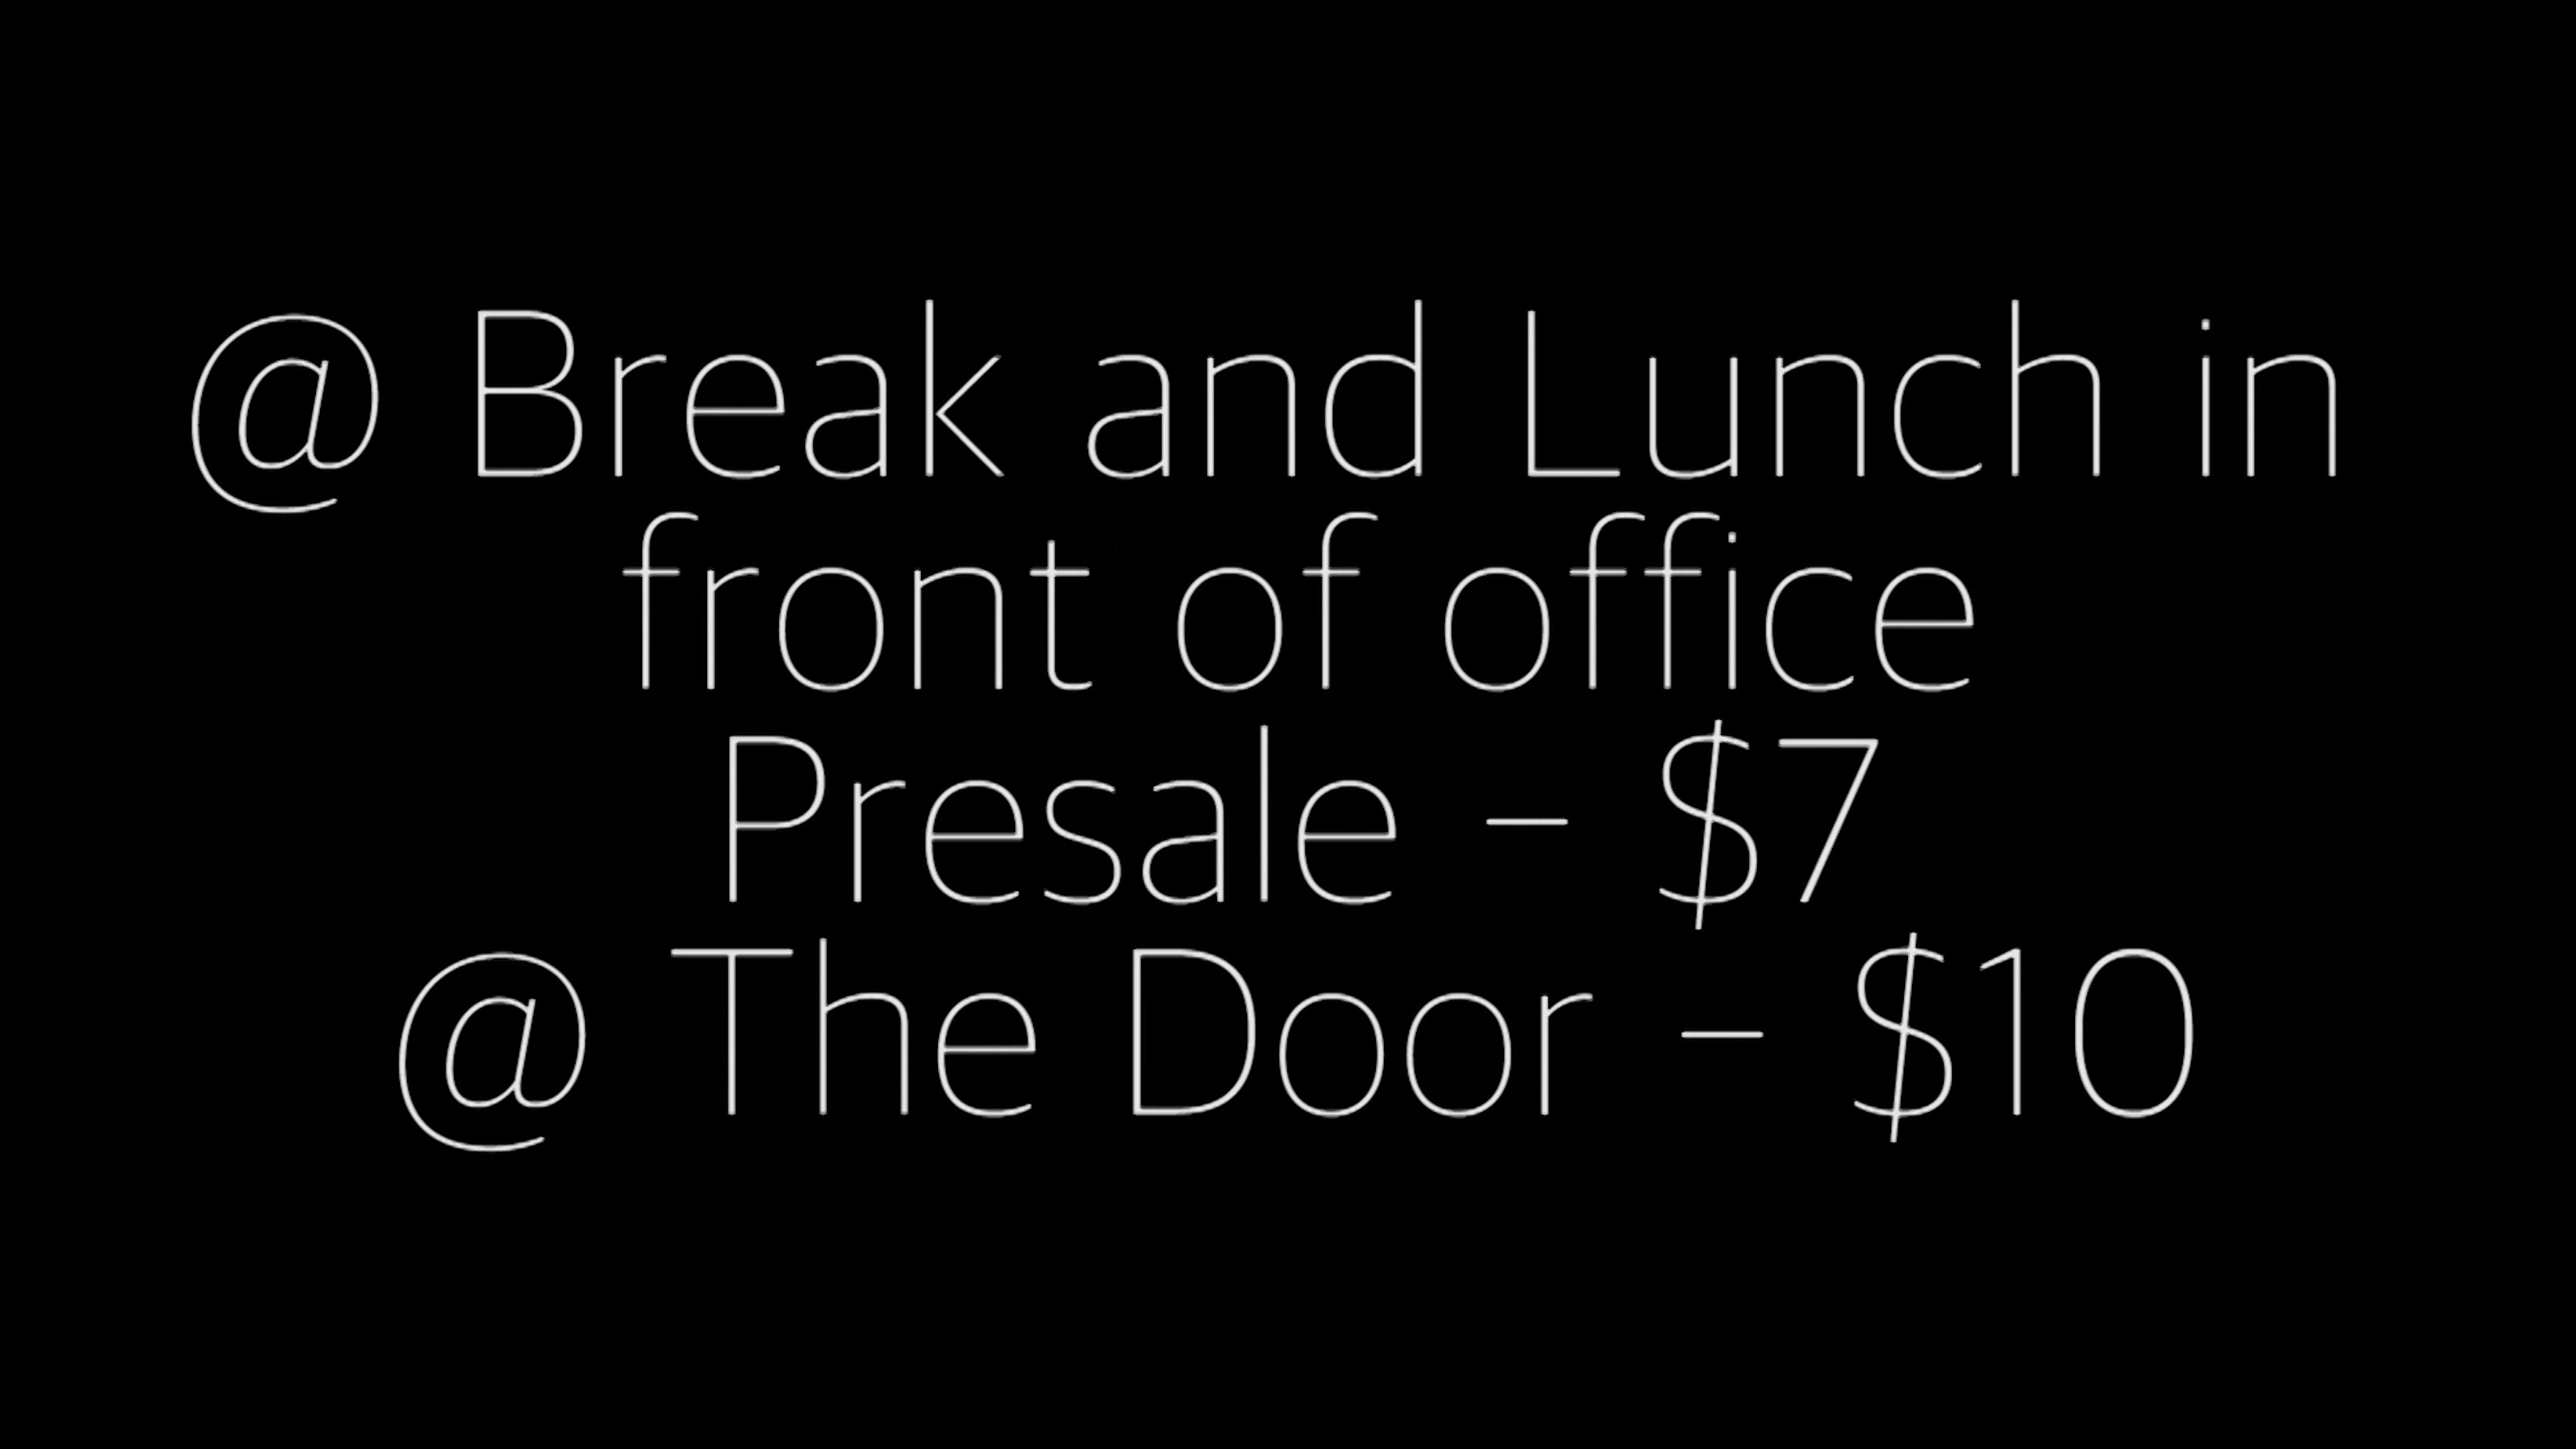 @ Break and Lunch in
front of office
Presale - $7
@ The Door - $10